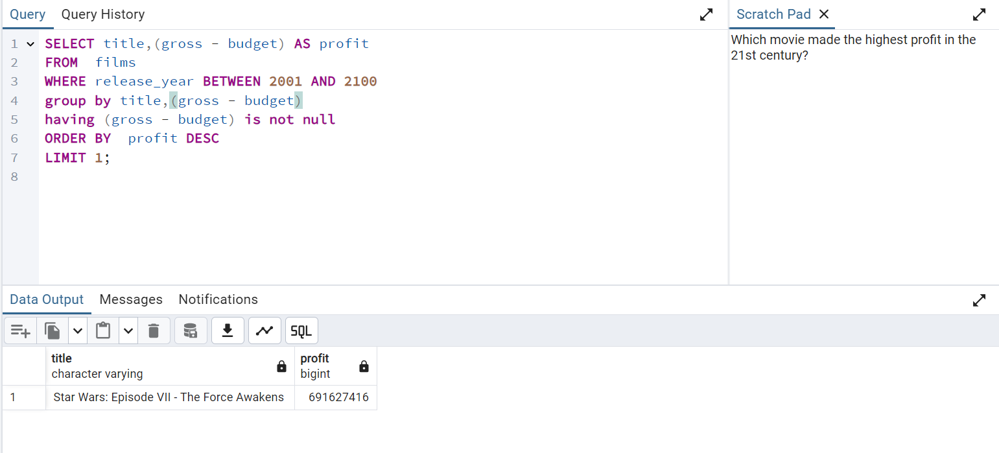 Query Query History
Scratch Pad
1 SELECT title,(gross - budget) AS profit
2 FROM  films
3 WHERE release_year BETWEEN 2001 AND 2100
4 group by title,(gross - budget)
5 having (gross - budget) is not null
6 ORDER BY  profit DESC
7 LIMIT 1;
8
Which movie made the highest profit in the
21st century?
Data Output Messages Notifications
SQL
title profit
character varying bigint
1 Star Wars: Episode VII - The Force Awakens 691627416